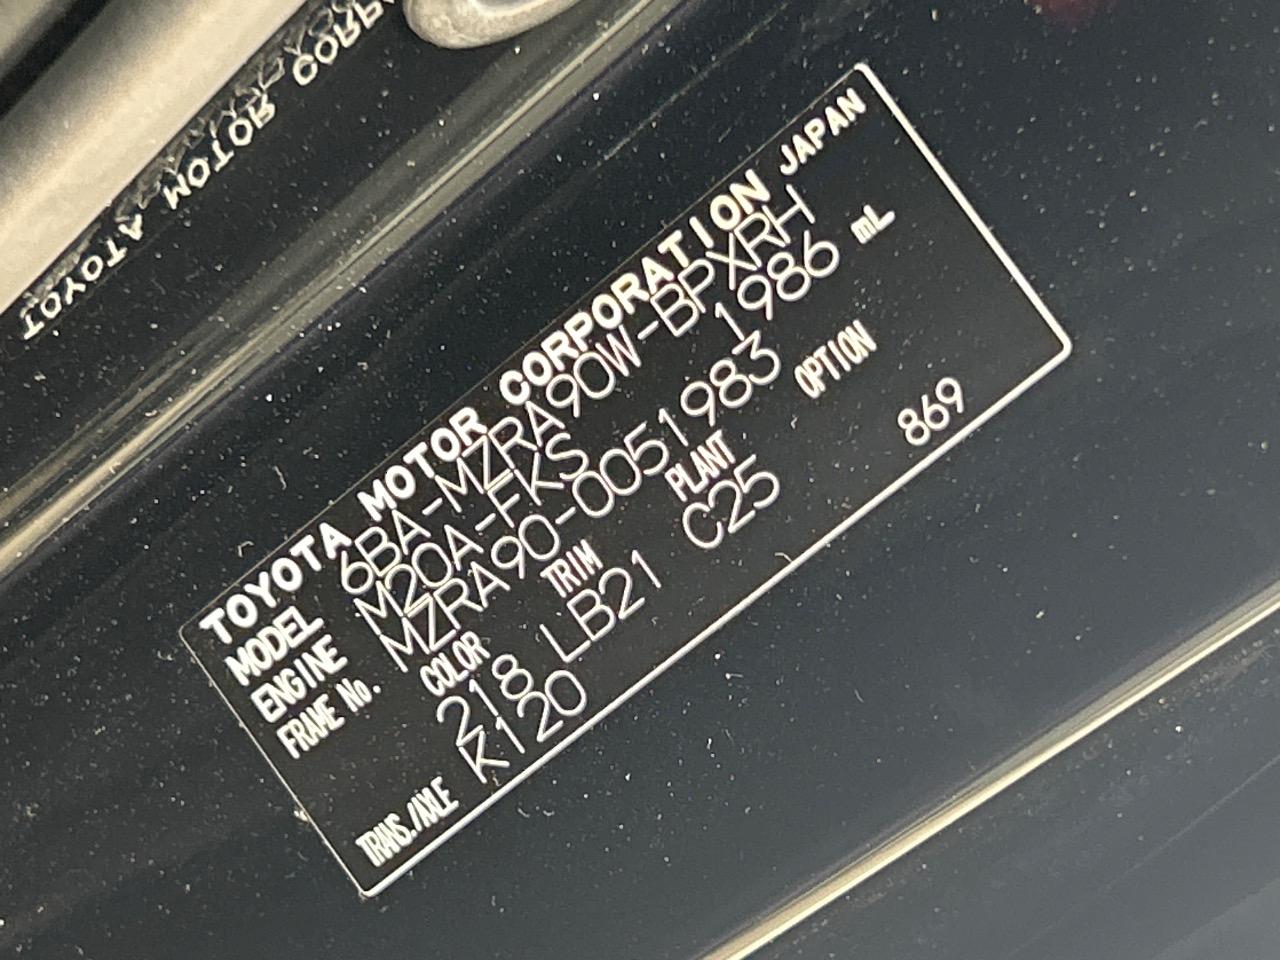 TOYOTA MOTOR CORPORATION JAPAN
MODEL 6BA-MZRA90W-BPXRH
ENGINE M20A-FKS 1986 mL
FRAME No. MZRA90-0051983
COLOR TRIM PLANT OPTION
218 LB21 C25 869
TRANS./AXLE K120
TOYOTA MOTOR CORP